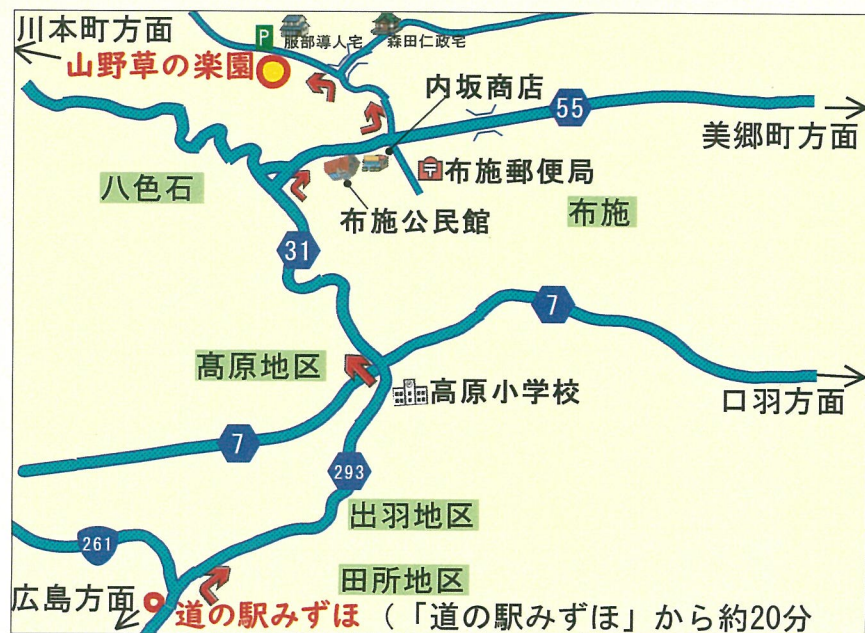 川本町方面
P
服部導人宅
森田仁政宅
山野草の楽園
内坂商店
55
美郷町方面
布施郵便局
八色石
布施公民館
布施
31
7
髙原地区
高原小学校
口羽方面
7
293
出羽地区
261
田所地区
広島方面
道の駅みずほ (「道の駅みずほ」から約20分